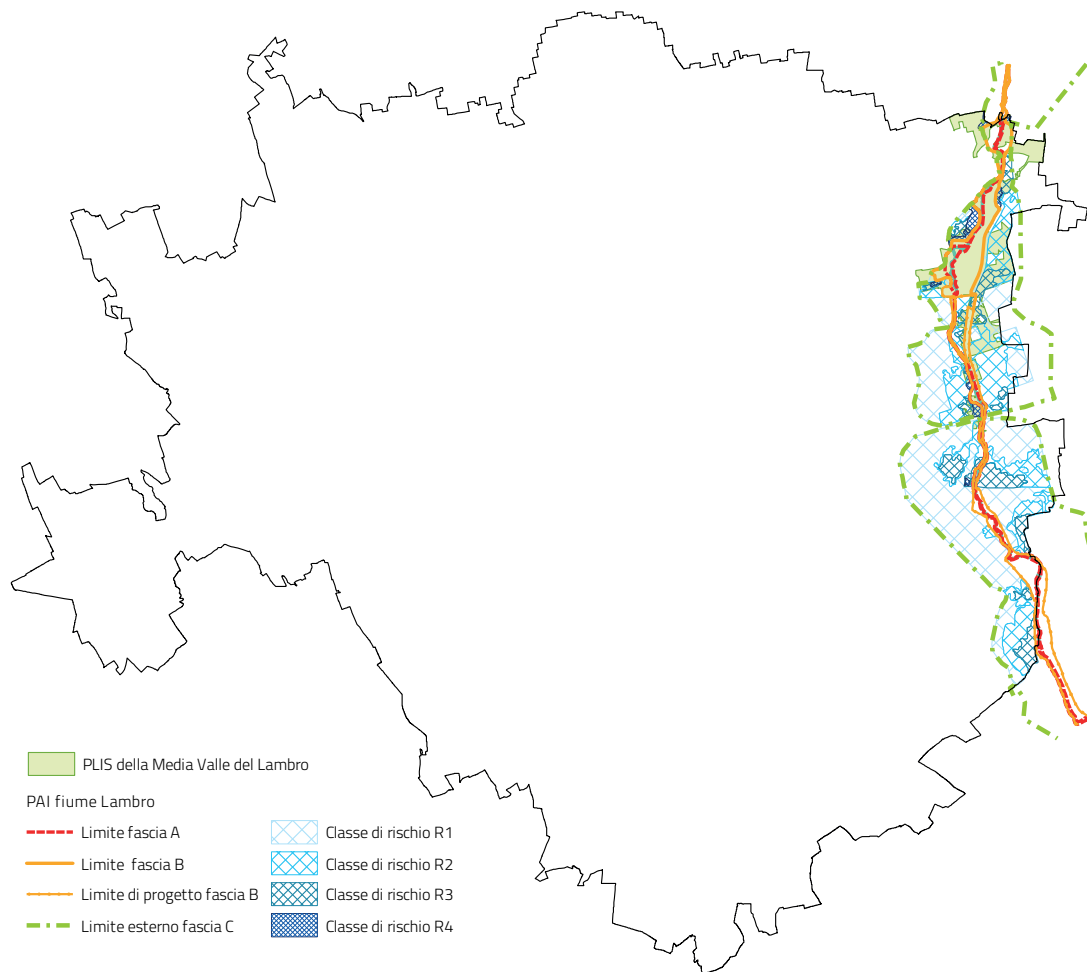 PLIS della Media Valle del Lambro
PAI fiume Lambro
Limite fascia A
Limite fascia B
Limite di progetto fascia B
Limite esterno fascia C
Classe di rischio R1
Classe di rischio R2
Classe di rischio R3
Classe di rischio R4